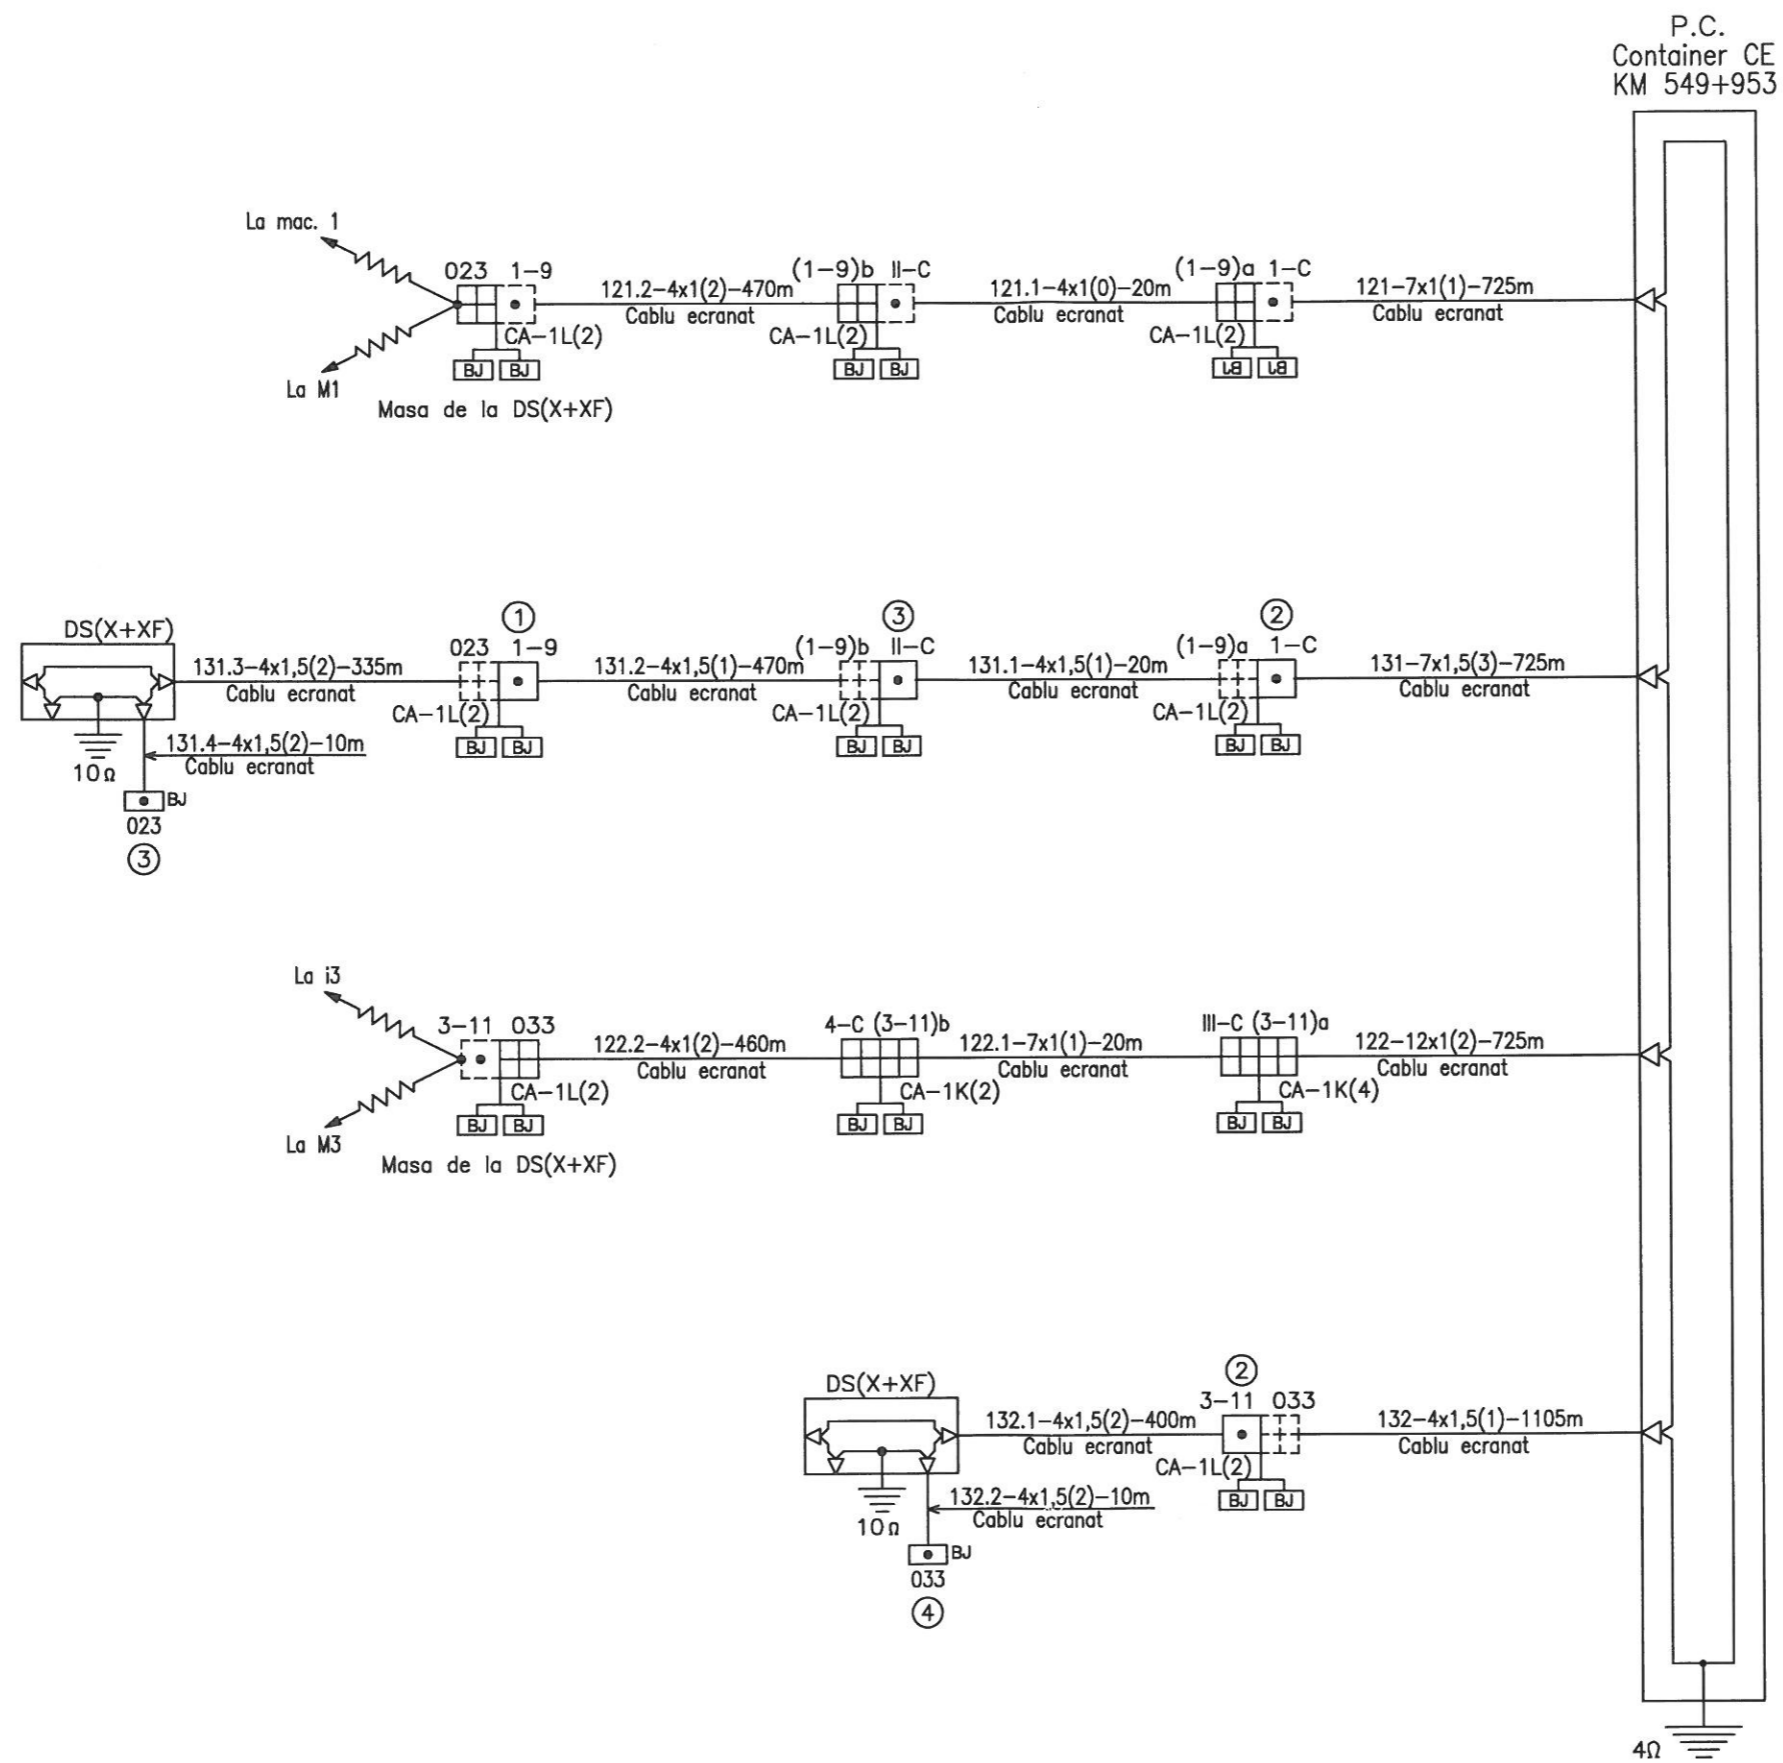 P.C.
Container CE
KM 549+953
La mac. 1
La M1
023 1-9
121.2-4x1(2)-470m
Cablu ecranat
CA-1L(2)
BJ BJ
Masa de la DS(X+XF)
(1-9)b II-C
121.1-4x1(0)-20m
Cablu ecranat
CA-1L(2)
BJ BJ
(1-9)a 1-C
121-7x1(1)-725m
Cablu ecranat
CA-1L(2)
BJ BJ
DS(X+XF)
131.3-4x1,5(2)-335m
Cablu ecranat
10Ω
131.4-4x1,5(2)-10m
Cablu ecranat
BJ
023
3
1
023 1-9
131.2-4x1,5(1)-470m
Cablu ecranat
CA-1L(2)
BJ BJ
3
(1-9)b II-C
131.1-4x1,5(1)-20m
Cablu ecranat
CA-1L(2)
BJ BJ
2
(1-9)a 1-C
131-7x1,5(3)-725m
Cablu ecranat
CA-1L(2)
BJ BJ
La i3
La M3
3-11 033
122.2-4x1(2)-460m
Cablu ecranat
CA-1L(2)
BJ BJ
Masa de la DS(X+XF)
4-C (3-11)b
122.1-7x1(1)-20m
Cablu ecranat
CA-1K(2)
BJ BJ
III-C (3-11)a
122-12x1(2)-725m
Cablu ecranat
CA-1K(4)
BJ BJ
DS(X+XF)
132.1-4x1,5(2)-400m
Cablu ecranat
10Ω
132.2-4x1,5(2)-10m
Cablu ecranat
BJ
033
4
2
3-11 033
132-4x1,5(1)-1105m
Cablu ecranat
CA-1L(2)
BJ BJ
4Ω